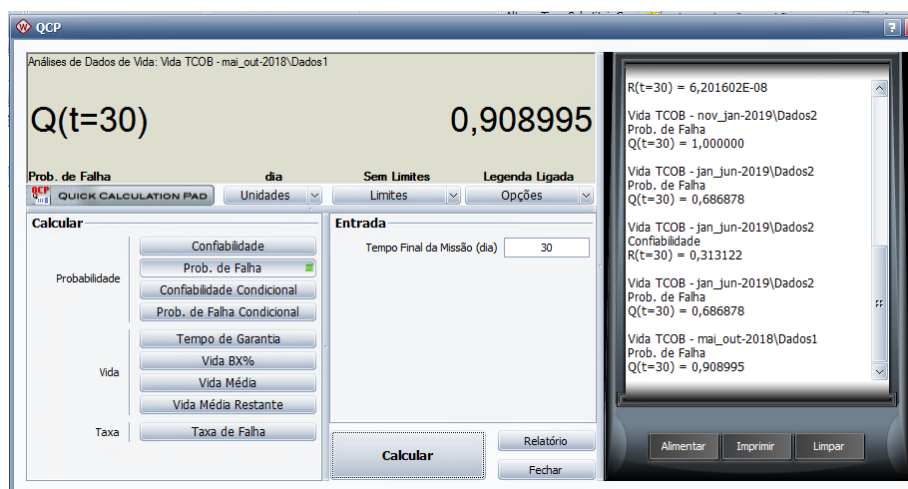 QCP
?
Análises de Dados de Vida: Vida TCOB - mai_out-2018\Dados1
Q(t=30) 0,908995
Prob. de Falha dia Sem Limites Legenda Ligada
QCP QUICK CALCULATION PAD Unidades Limites Opções
Calcular
Probabilidade
Confiabilidade
Prob. de Falha
Confiabilidade Condicional
Prob. de Falha Condicional
Vida
Tempo de Garantia
Vida BX%
Vida Média
Vida Média Restante
Taxa
Taxa de Falha
Entrada
Tempo Final da Missão (dia) 30
Calcular
Relatório
Fechar
R(t=30) = 6,201602E-08
Vida TCOB - nov_jan-2019\Dados2
Prob. de Falha
Q(t=30) = 1,000000
Vida TCOB - jan_jun-2019\Dados2
Prob. de Falha
Q(t=30) = 0,686878
Vida TCOB - jan_jun-2019\Dados2
Confiabilidade
R(t=30) = 0,313122
Vida TCOB - jan_jun-2019\Dados2
Prob. de Falha
Q(t=30) = 0,686878
Vida TCOB - mai_out-2018\Dados1
Prob. de Falha
Q(t=30) = 0,908995
Alimentar Imprimir Limpar